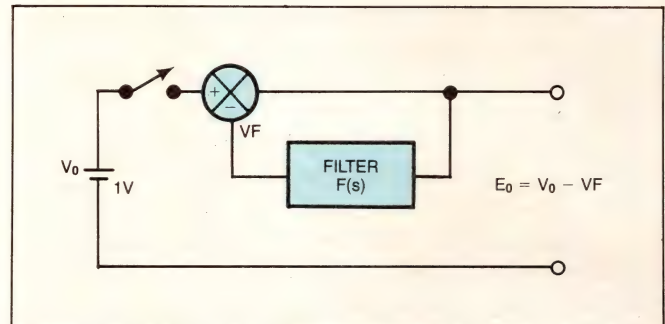 +
−
VF
V₀
1V
FILTER
F(s)
E₀ = V₀ − VF